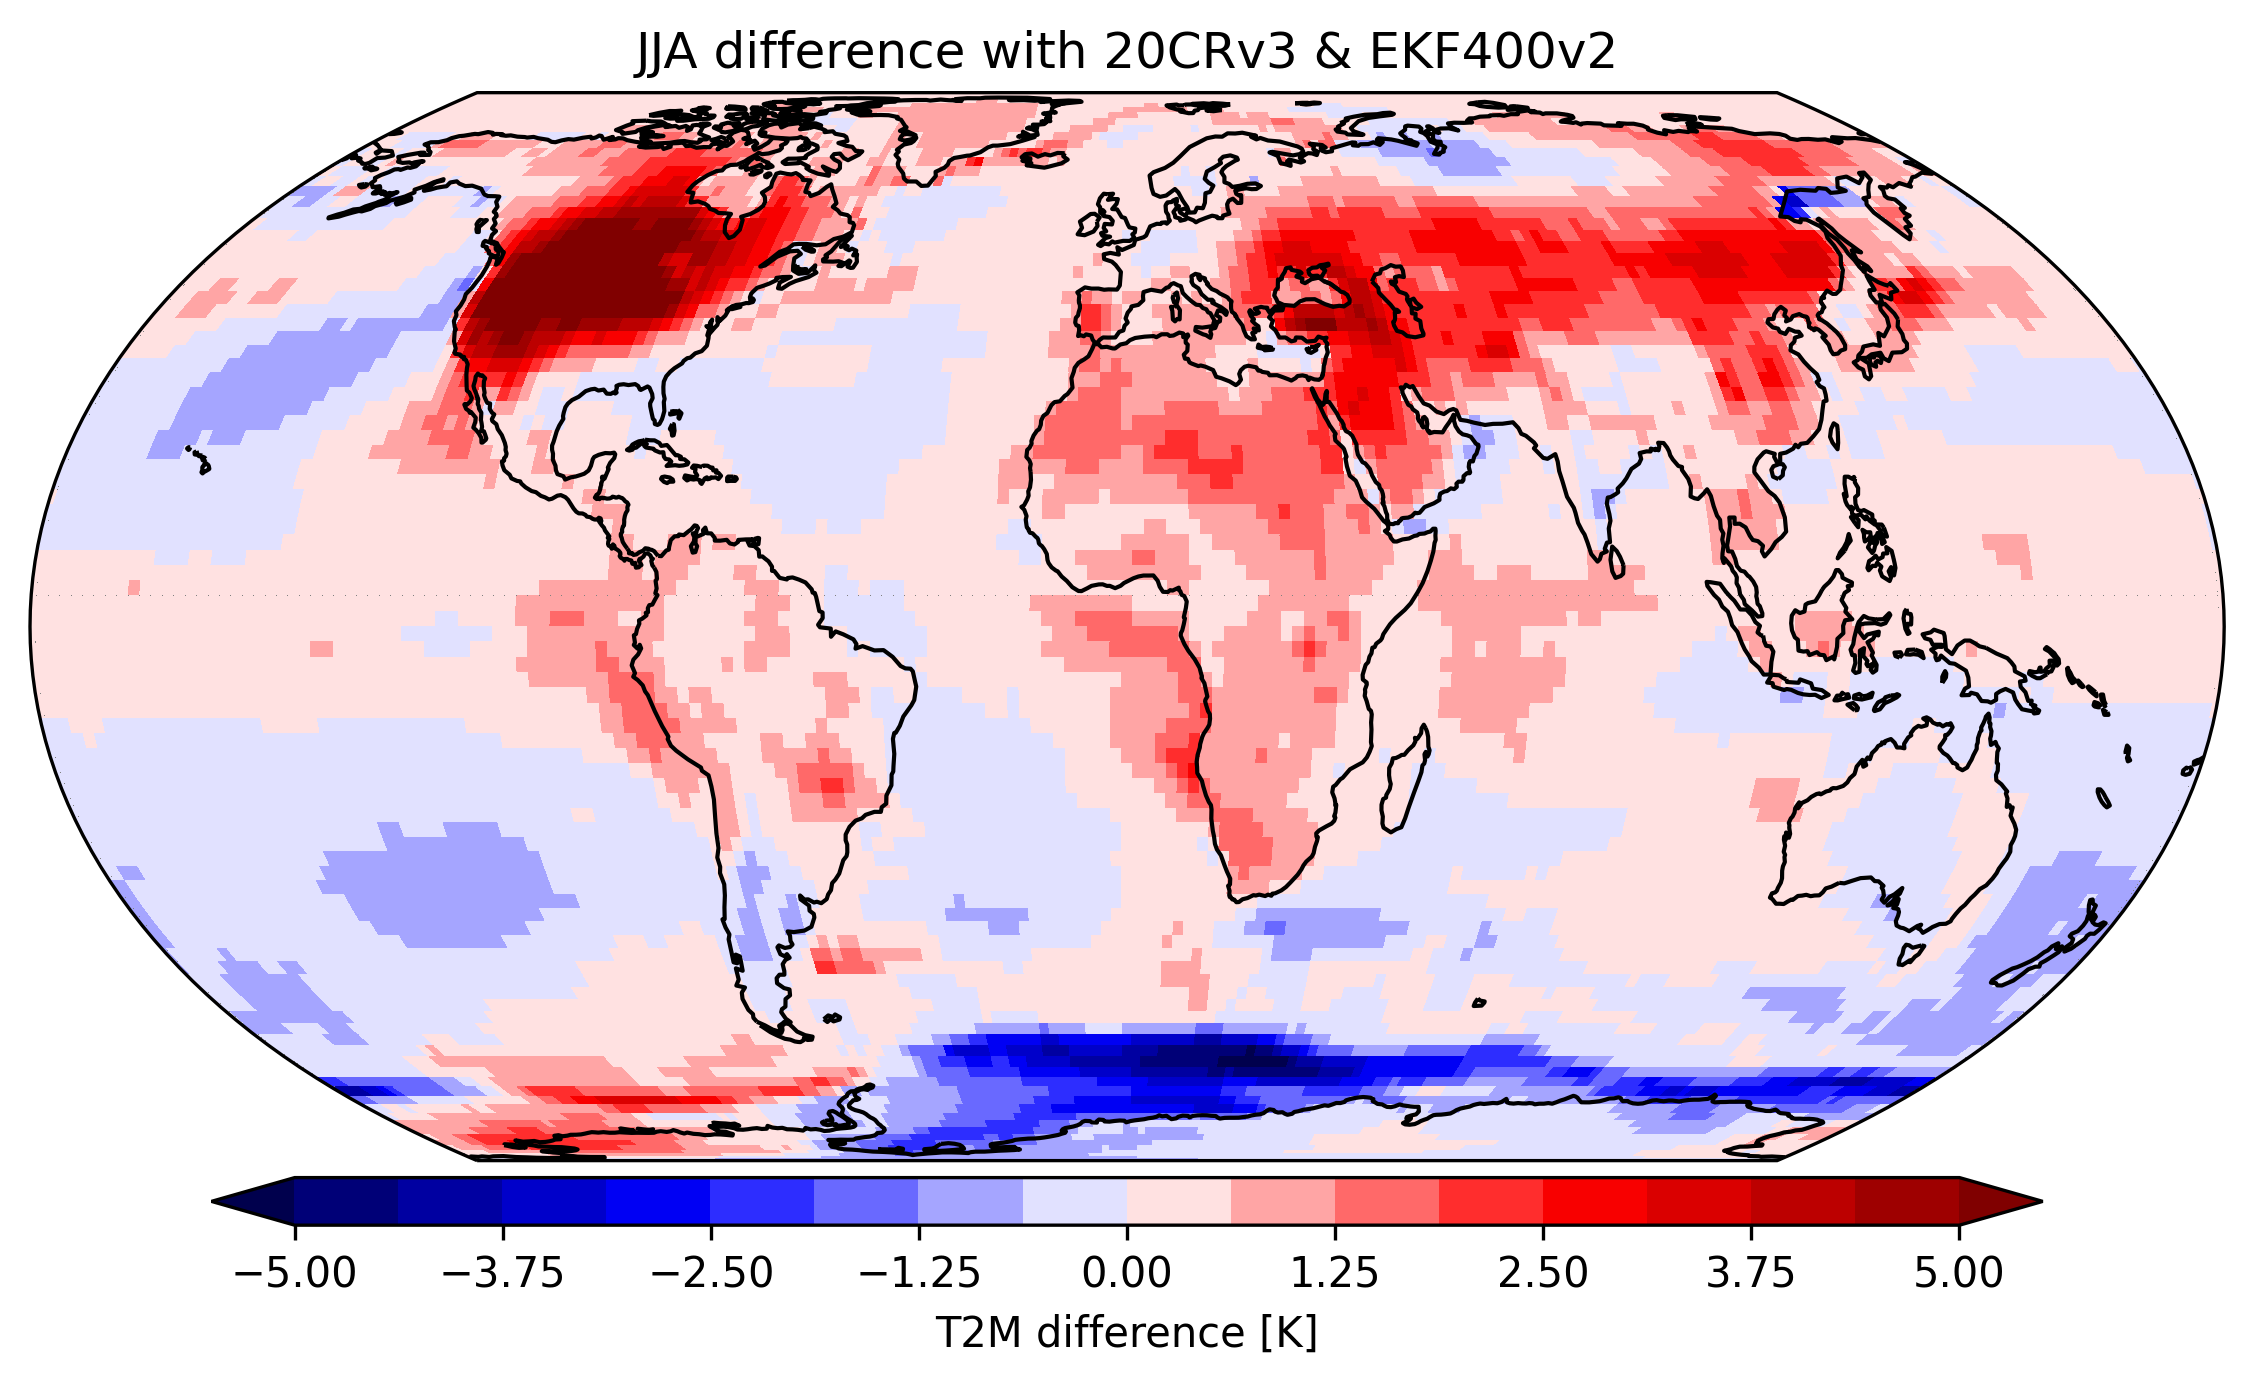 JJA difference with 20CRv3 & EKF400v2
−5.00 −3.75 −2.50 −1.25 0.00 1.25 2.50 3.75 5.00
T2M difference [K]